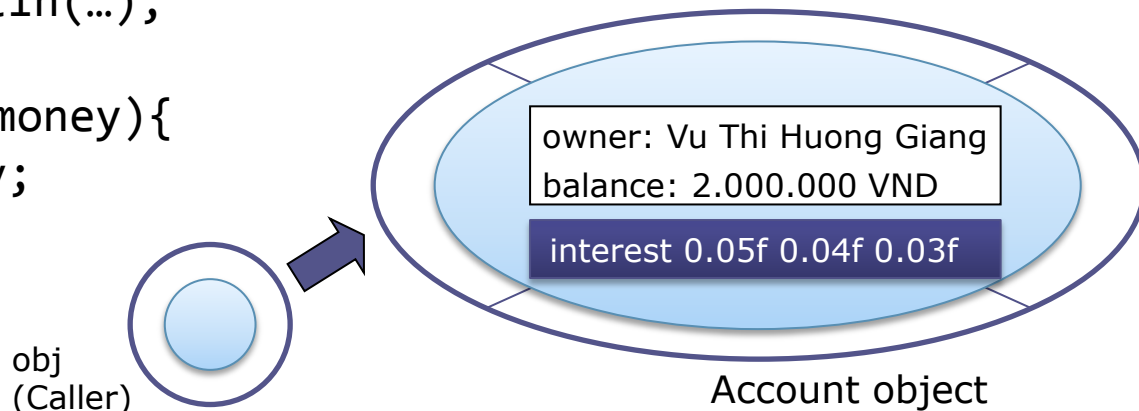 tln(…);
money){
y;
owner: Vu Thi Huong Giang
balance: 2.000.000 VND
interest 0.05f 0.04f 0.03f
obj
(Caller)
Account object